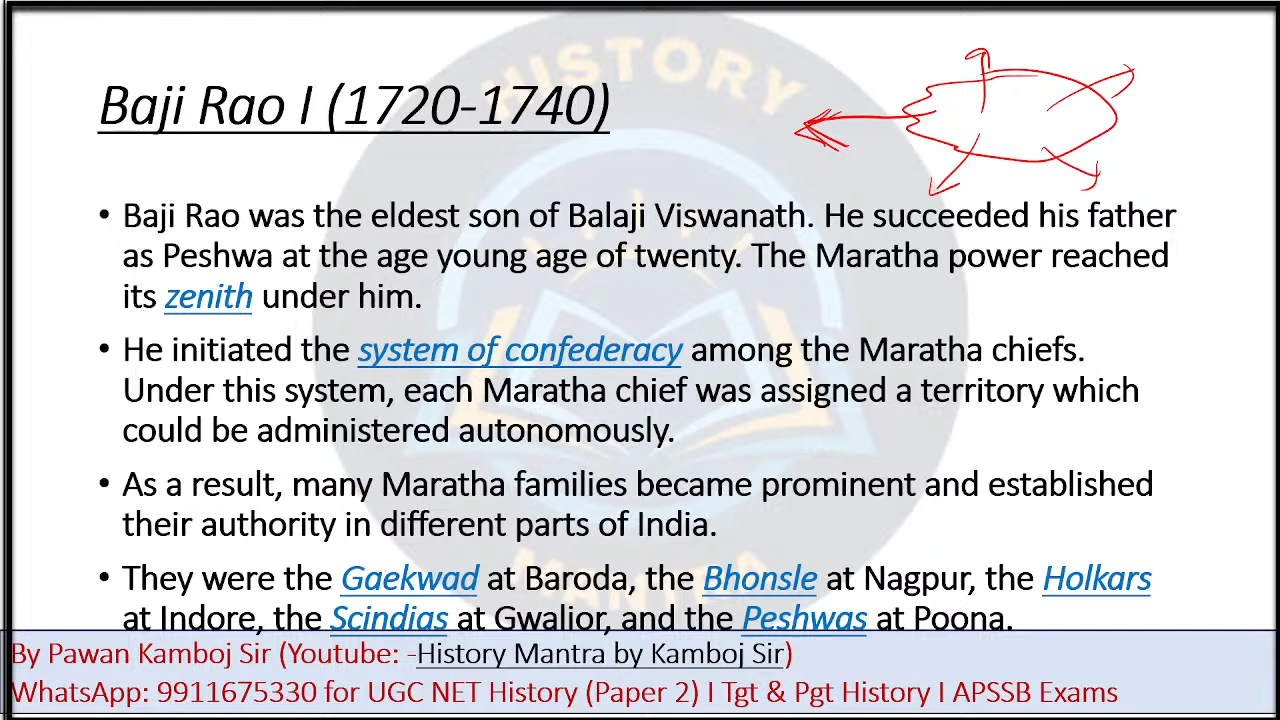 Baji Rao I (1720-1740)
• Baji Rao was the eldest son of Balaji Viswanath. He succeeded his father
as Peshwa at the age young age of twenty. The Maratha power reached
its zenith under him.
• He initiated the system of confederacy among the Maratha chiefs.
Under this system, each Maratha chief was assigned a territory which
could be administered autonomously.
• As a result, many Maratha families became prominent and established
their authority in different parts of India.
• They were the Gaekwad at Baroda, the Bhonsle at Nagpur, the Holkars
at Indore, the Scindias at Gwalior, and the Peshwas at Poona.
HISTORY
MANTRA
By Pawan Kamboj Sir (Youtube: -History Mantra by Kamboj Sir)
WhatsApp: 9911675330 for UGC NET History (Paper 2) I Tgt & Pgt History I APSSB Exams